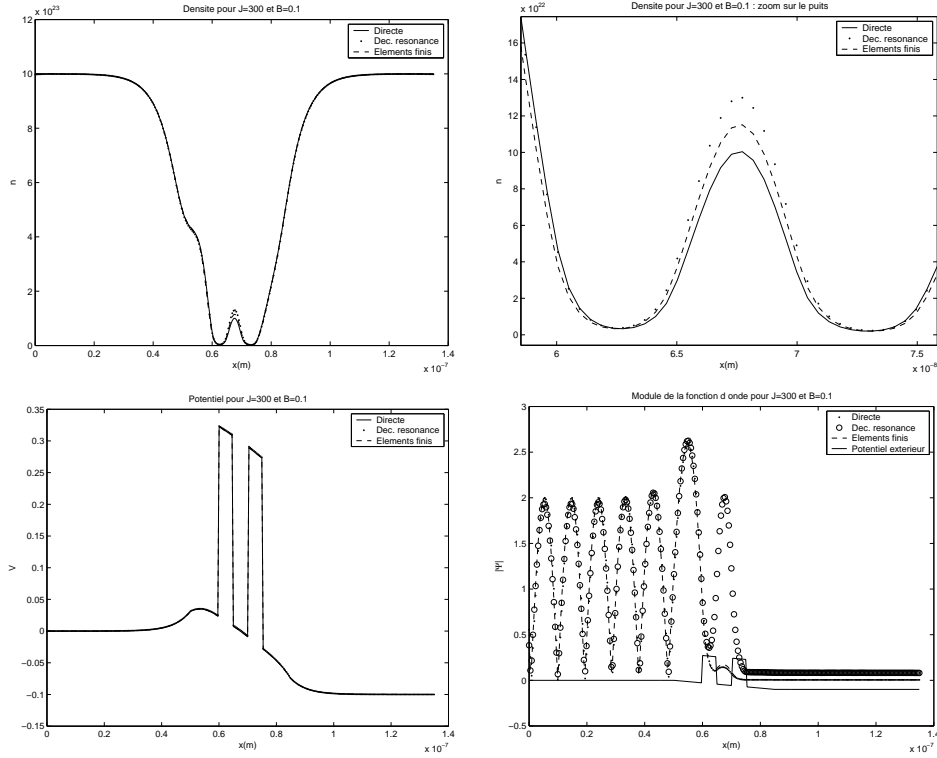 Densite pour J=300 et B=0.1
x 10^23
Directe
Dec. resonance
Elements finis
12
10
8
6
4
2
0
n
0 0.2 0.4 0.6 0.8 1 1.2 1.4
x(m)
x 10^-7
Densite pour J=300 et B=0.1 : zoom sur le puits
x 10^22
Directe
Dec. resonance
Elements finis
16
14
12
10
8
6
4
2
0
n
6 6.5 7 7.5
x(m)
x 10^-8
Potentiel pour J=300 et B=0.1
Directe
Dec. resonance
Elements finis
0.35
0.3
0.25
0.2
0.15
0.1
0.05
0
−0.05
−0.1
−0.15
V
0 0.2 0.4 0.6 0.8 1 1.2 1.4
x(m)
x 10^-7
Module de la fonction d onde pour J=300 et B=0.1
Directe
Dec. resonance
Elements finis
Potentiel exterieur
3
2.5
2
1.5
1
0.5
0
−0.5
|Ψ|
0 0.2 0.4 0.6 0.8 1 1.2 1.4
x(m)
x 10^-7